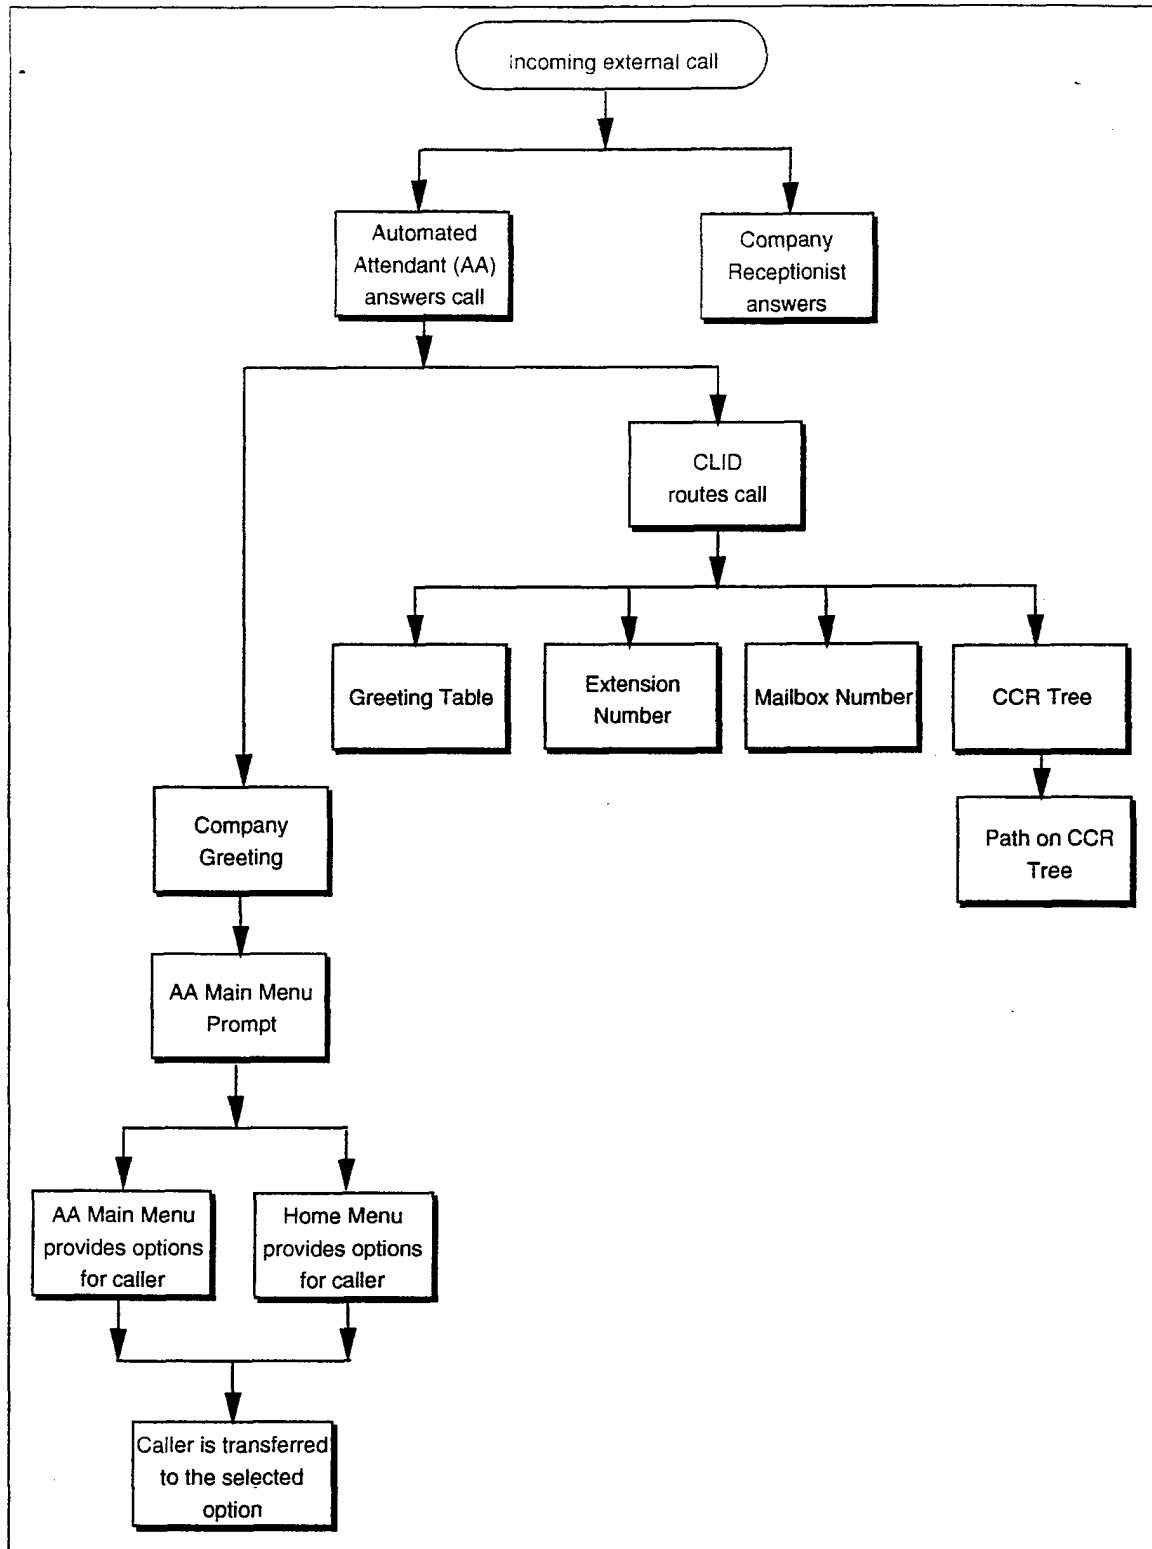 Incoming external call
Automated
Attendant (AA)
answers call
Company
Receptionist
answers
CLID
routes call
Greeting Table
Extension
Number
Mailbox Number
CCR Tree
Path on CCR
Tree
Company
Greeting
AA Main Menu
Prompt
AA Main Menu
provides options
for caller
Home Menu
provides options
for caller
Caller is transferred
to the selected
option